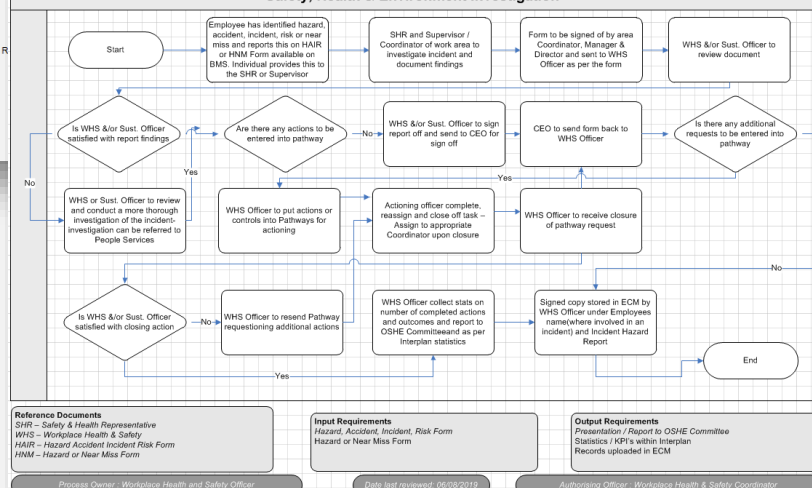 Start
Employee has identified hazard,
accident, incident, risk or near
miss and reports this on HAIR
or HNM Form available on
BMS. Individual provides this to
the SHR or Supervisor
SHR and Supervisor /
Coordinator of work area to
investigate incident and
document findings
Form to be signed of by area
Coordinator, Manager &
Director and sent to WHS
Officer as per the form
WHS &/or Sust. Officer to
review document
R
Is WHS &/or Sust. Officer
satisfied with report findings
Yes
No
Are there any actions to be
entered into pathway
No
WHS &/or Sust. Officer to sign
report off and send to CEO for
sign off
CEO to send form back to
WHS Officer
Is there any additional
requests to be entered into
pathway
Yes
WHS or Sust. Officer to review
and conduct a more thorough
investigation of the incident-
investigation can be referred to
People Services
WHS Officer to put actions or
controls into Pathways for
actioning
Actioning officer complete,
reassign and close off task –
Assign to appropriate
Coordinator upon closure
WHS Officer to receive closure
of pathway request
No
Is WHS &/or Sust. Officer
satisfied with closing action
No
WHS Officer to resend Pathway
requestioning additional actions
WHS Officer collect stats on
number of completed actions
and outcomes and report to
OSHE Committeeand as per
Interplan statistics
Signed copy stored in ECM by
WHS Officer under Employees
name(where involved in an
incident) and Incident Hazard
Report
End
Yes
Reference Documents
SHR – Safety & Health Representative
WHS – Workplace Health & Safety
HAIR – Hazard Accident Incident Risk Form
HNM – Hazard or Near Miss Form
Input Requirements
Hazard, Accident, Incident, Risk Form
Hazard or Near Miss Form
Output Requirements
Presentation / Report to OSHE Committee
Statistics / KPI's within Interplan
Records uploaded in ECM
Process Owner : Workplace Health and Safety Officer
Date last reviewed: 06/08/2019
Authorising Officer : Workplace Health & Safety Coordinator